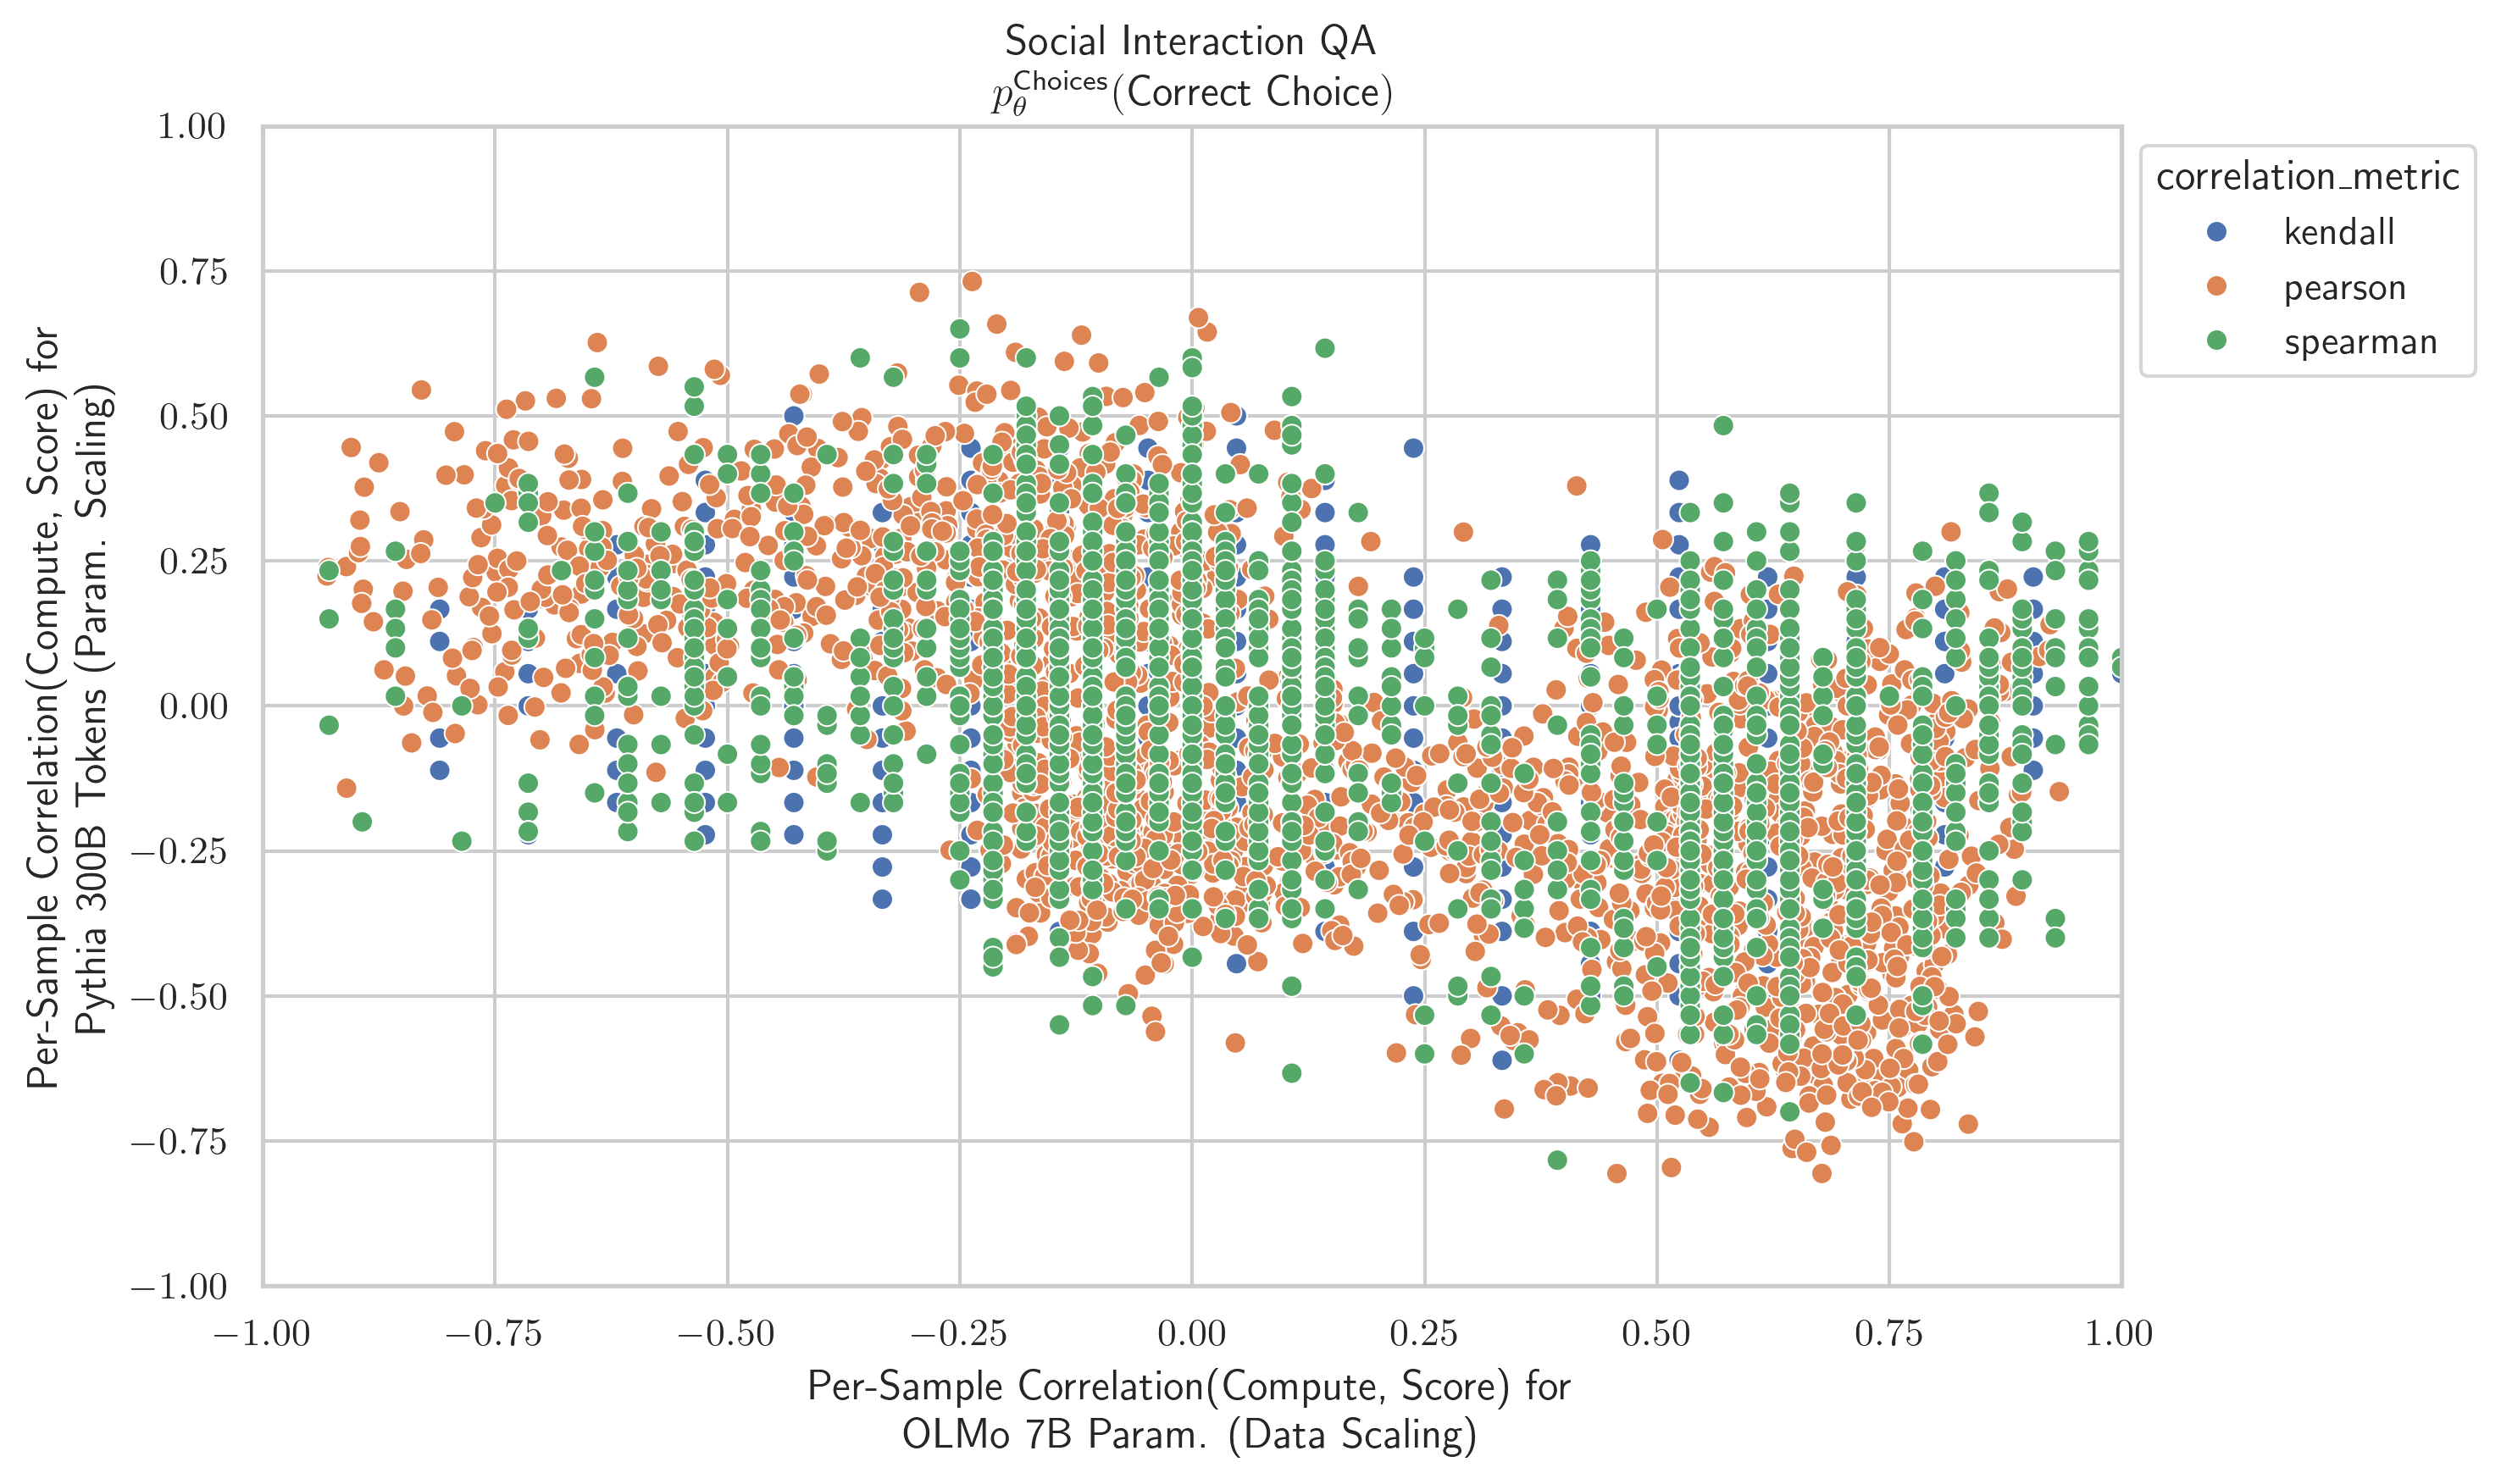 Social Interaction QA
p_θ^Choices(Correct Choice)
1.00
0.75
0.50
0.25
0.00
−0.25
−0.50
−0.75
−1.00
Per-Sample Correlation(Compute, Score) for
Pythia 300B Tokens (Param. Scaling)
correlation_metric
kendall
pearson
spearman
−1.00 −0.75 −0.50 −0.25 0.00 0.25 0.50 0.75 1.00
Per-Sample Correlation(Compute, Score) for
OLMo 7B Param. (Data Scaling)